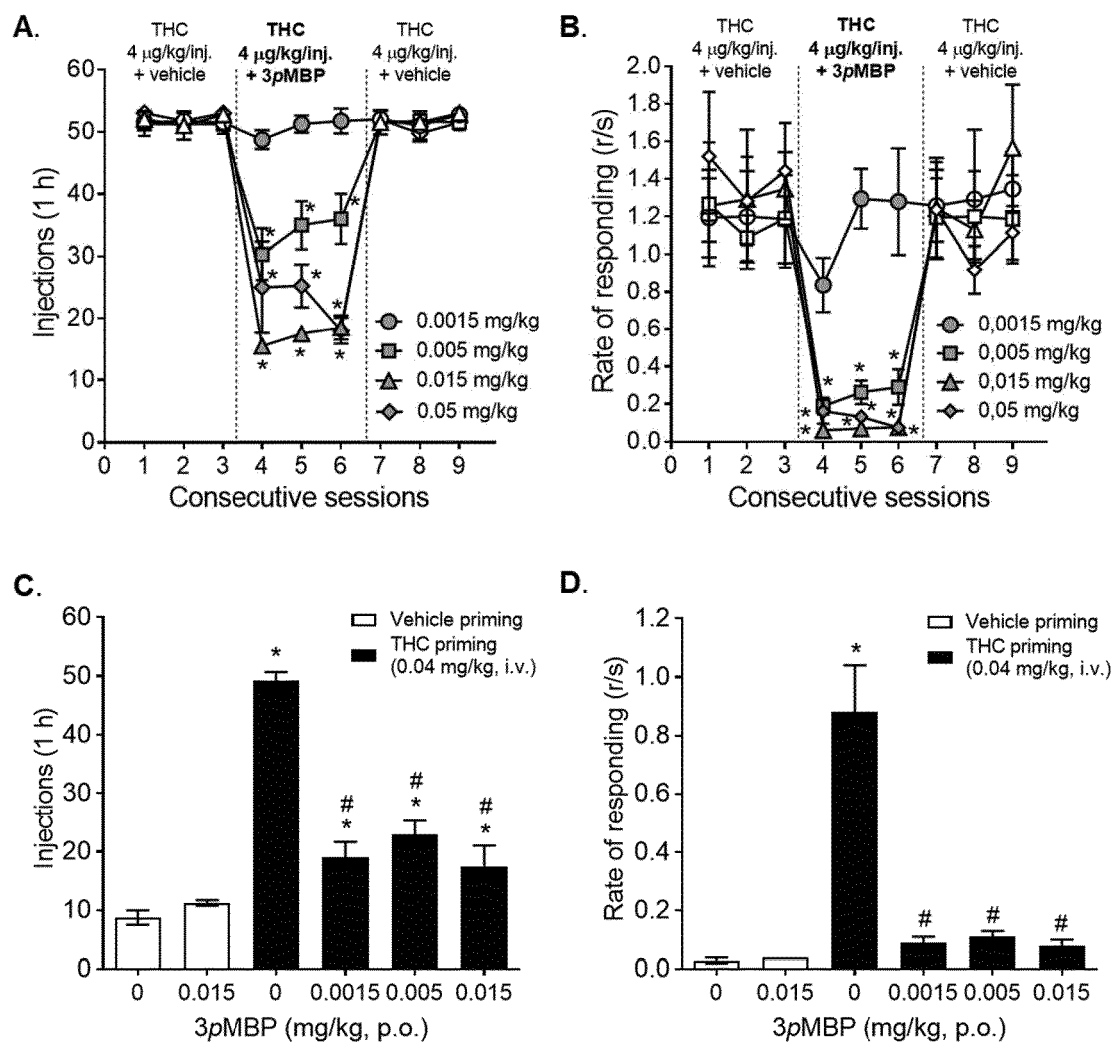 A.
THC
4 µg/kg/inj.
+ vehicle
THC
4 µg/kg/inj.
+ 3pMBP
THC
4 µg/kg/inj.
+ vehicle
Injections (1 h)
60
50
40
30
20
10
0
* * *
* * *
* * *
0.0015 mg/kg
0.005 mg/kg
0.015 mg/kg
0.05 mg/kg
0 1 2 3 4 5 6 7 8 9
Consecutive sessions
B.
THC
4 µg/kg/inj.
+ vehicle
THC
4 µg/kg/inj.
+ 3pMBP
THC
4 µg/kg/inj.
+ vehicle
Rate of responding (r/s)
2.0
1.8
1.6
1.4
1.2
1.0
0.8
0.6
0.4
0.2
0.0
* * *
* * *
* * *
0,0015 mg/kg
0,005 mg/kg
0,015 mg/kg
0,05 mg/kg
0 1 2 3 4 5 6 7 8 9
Consecutive sessions
C.
Vehicle priming
THC priming
(0.04 mg/kg, i.v.)
Injections (1 h)
60
50
40
30
20
10
0
*
# # #
* * *
0 0.015 0 0.0015 0.005 0.015
3pMBP (mg/kg, p.o.)
D.
Vehicle priming
THC priming
(0.04 mg/kg, i.v.)
Rate of responding (r/s)
1.2
1.0
0.8
0.6
0.4
0.2
0.0
*
# # #
0 0.015 0 0.0015 0.005 0.015
3pMBP (mg/kg, p.o.)